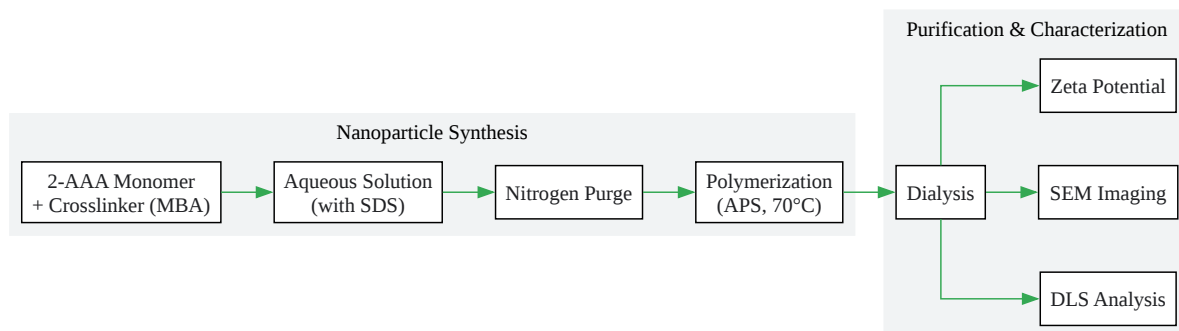 Purification & Characterization
Zeta Potential
Nanoparticle Synthesis
2-AAA Monomer
+ Crosslinker (MBA)
Aqueous Solution
(with SDS)
Nitrogen Purge
Polymerization
(APS, 70°C)
Dialysis
SEM Imaging
DLS Analysis